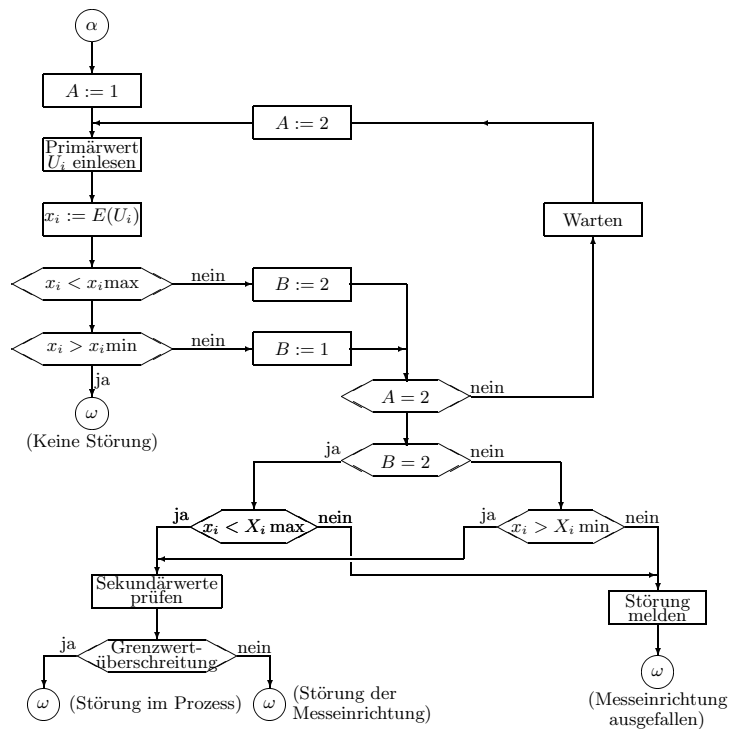 α
A := 1
A := 2
Primärwert
U_i einlesen
x_i := E(U_i)
Warten
x_i < x_i max
nein
B := 2
x_i > x_i min
nein
B := 1
ja
A = 2
nein
ω
(Keine Störung)
ja
B = 2
nein
ja
x_i < X_i max
nein
ja
x_i > X_i min
nein
Sekundärwerte
prüfen
Störung
melden
ja
Grenzwert-
überschreitung
nein
ω
(Störung im Prozess)
ω
(Störung der
Messeinrichtung)
ω
(Messeinrichtung
ausgefallen)